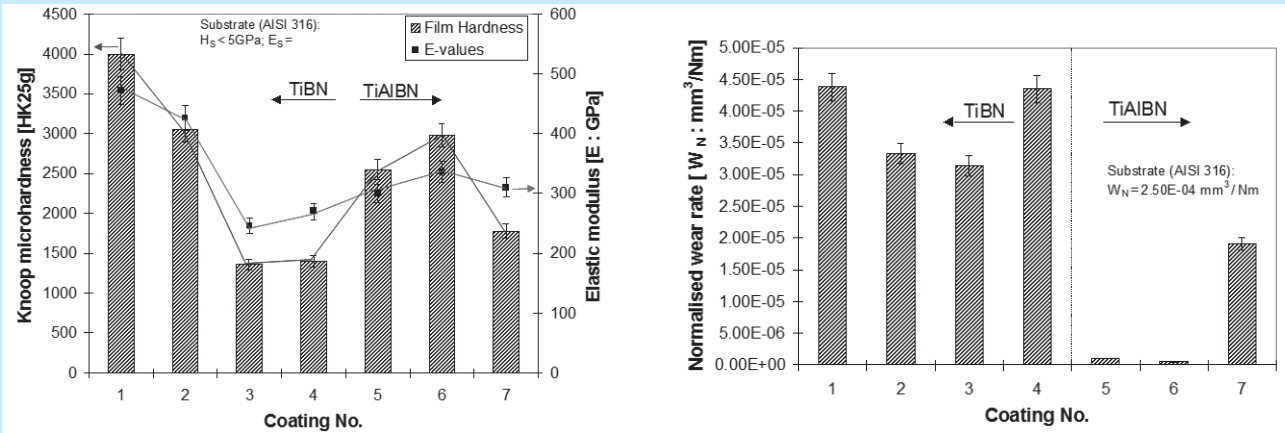 4500
4000
3500
3000
2500
2000
1500
1000
500
0
Knoop microhardness [HK25g]
Substrate (AISI 316):
H_S < 5GPa; E_S =
Film Hardness
E-values
TiBN TiAlBN
600
500
400
300
200
100
0
Elastic modulus [E : GPa]
1 2 3 4 5 6 7
Coating No.
5.00E-05
4.50E-05
4.00E-05
3.50E-05
3.00E-05
2.50E-05
2.00E-05
1.50E-05
1.00E-05
5.00E-06
0.00E+00
Normalised wear rate [ W_N : mm³/Nm]
TiBN TiAlBN
Substrate (AISI 316):
W_N = 2.50E-04 mm³/ Nm
1 2 3 4 5 6 7
Coating No.